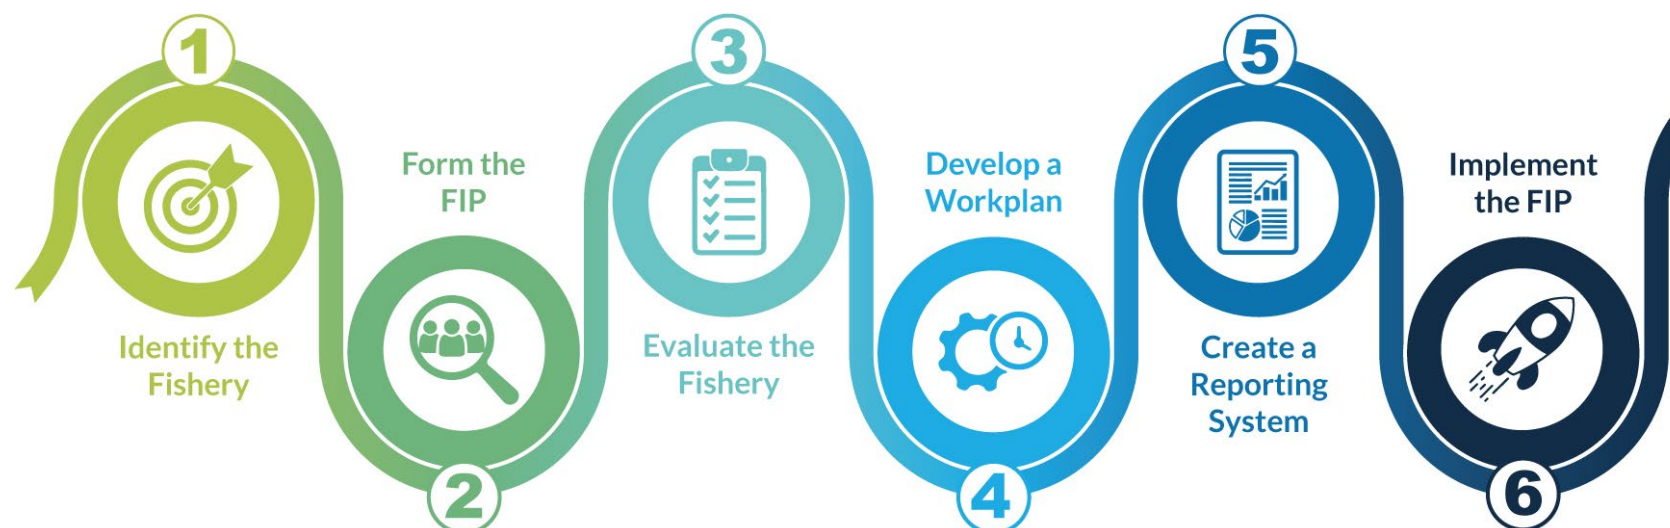 1
Identify the
Fishery
2
Form the
FIP
3
Evaluate the
Fishery
4
Develop a
Workplan
5
Create a
Reporting
System
6
Implement
the FIP